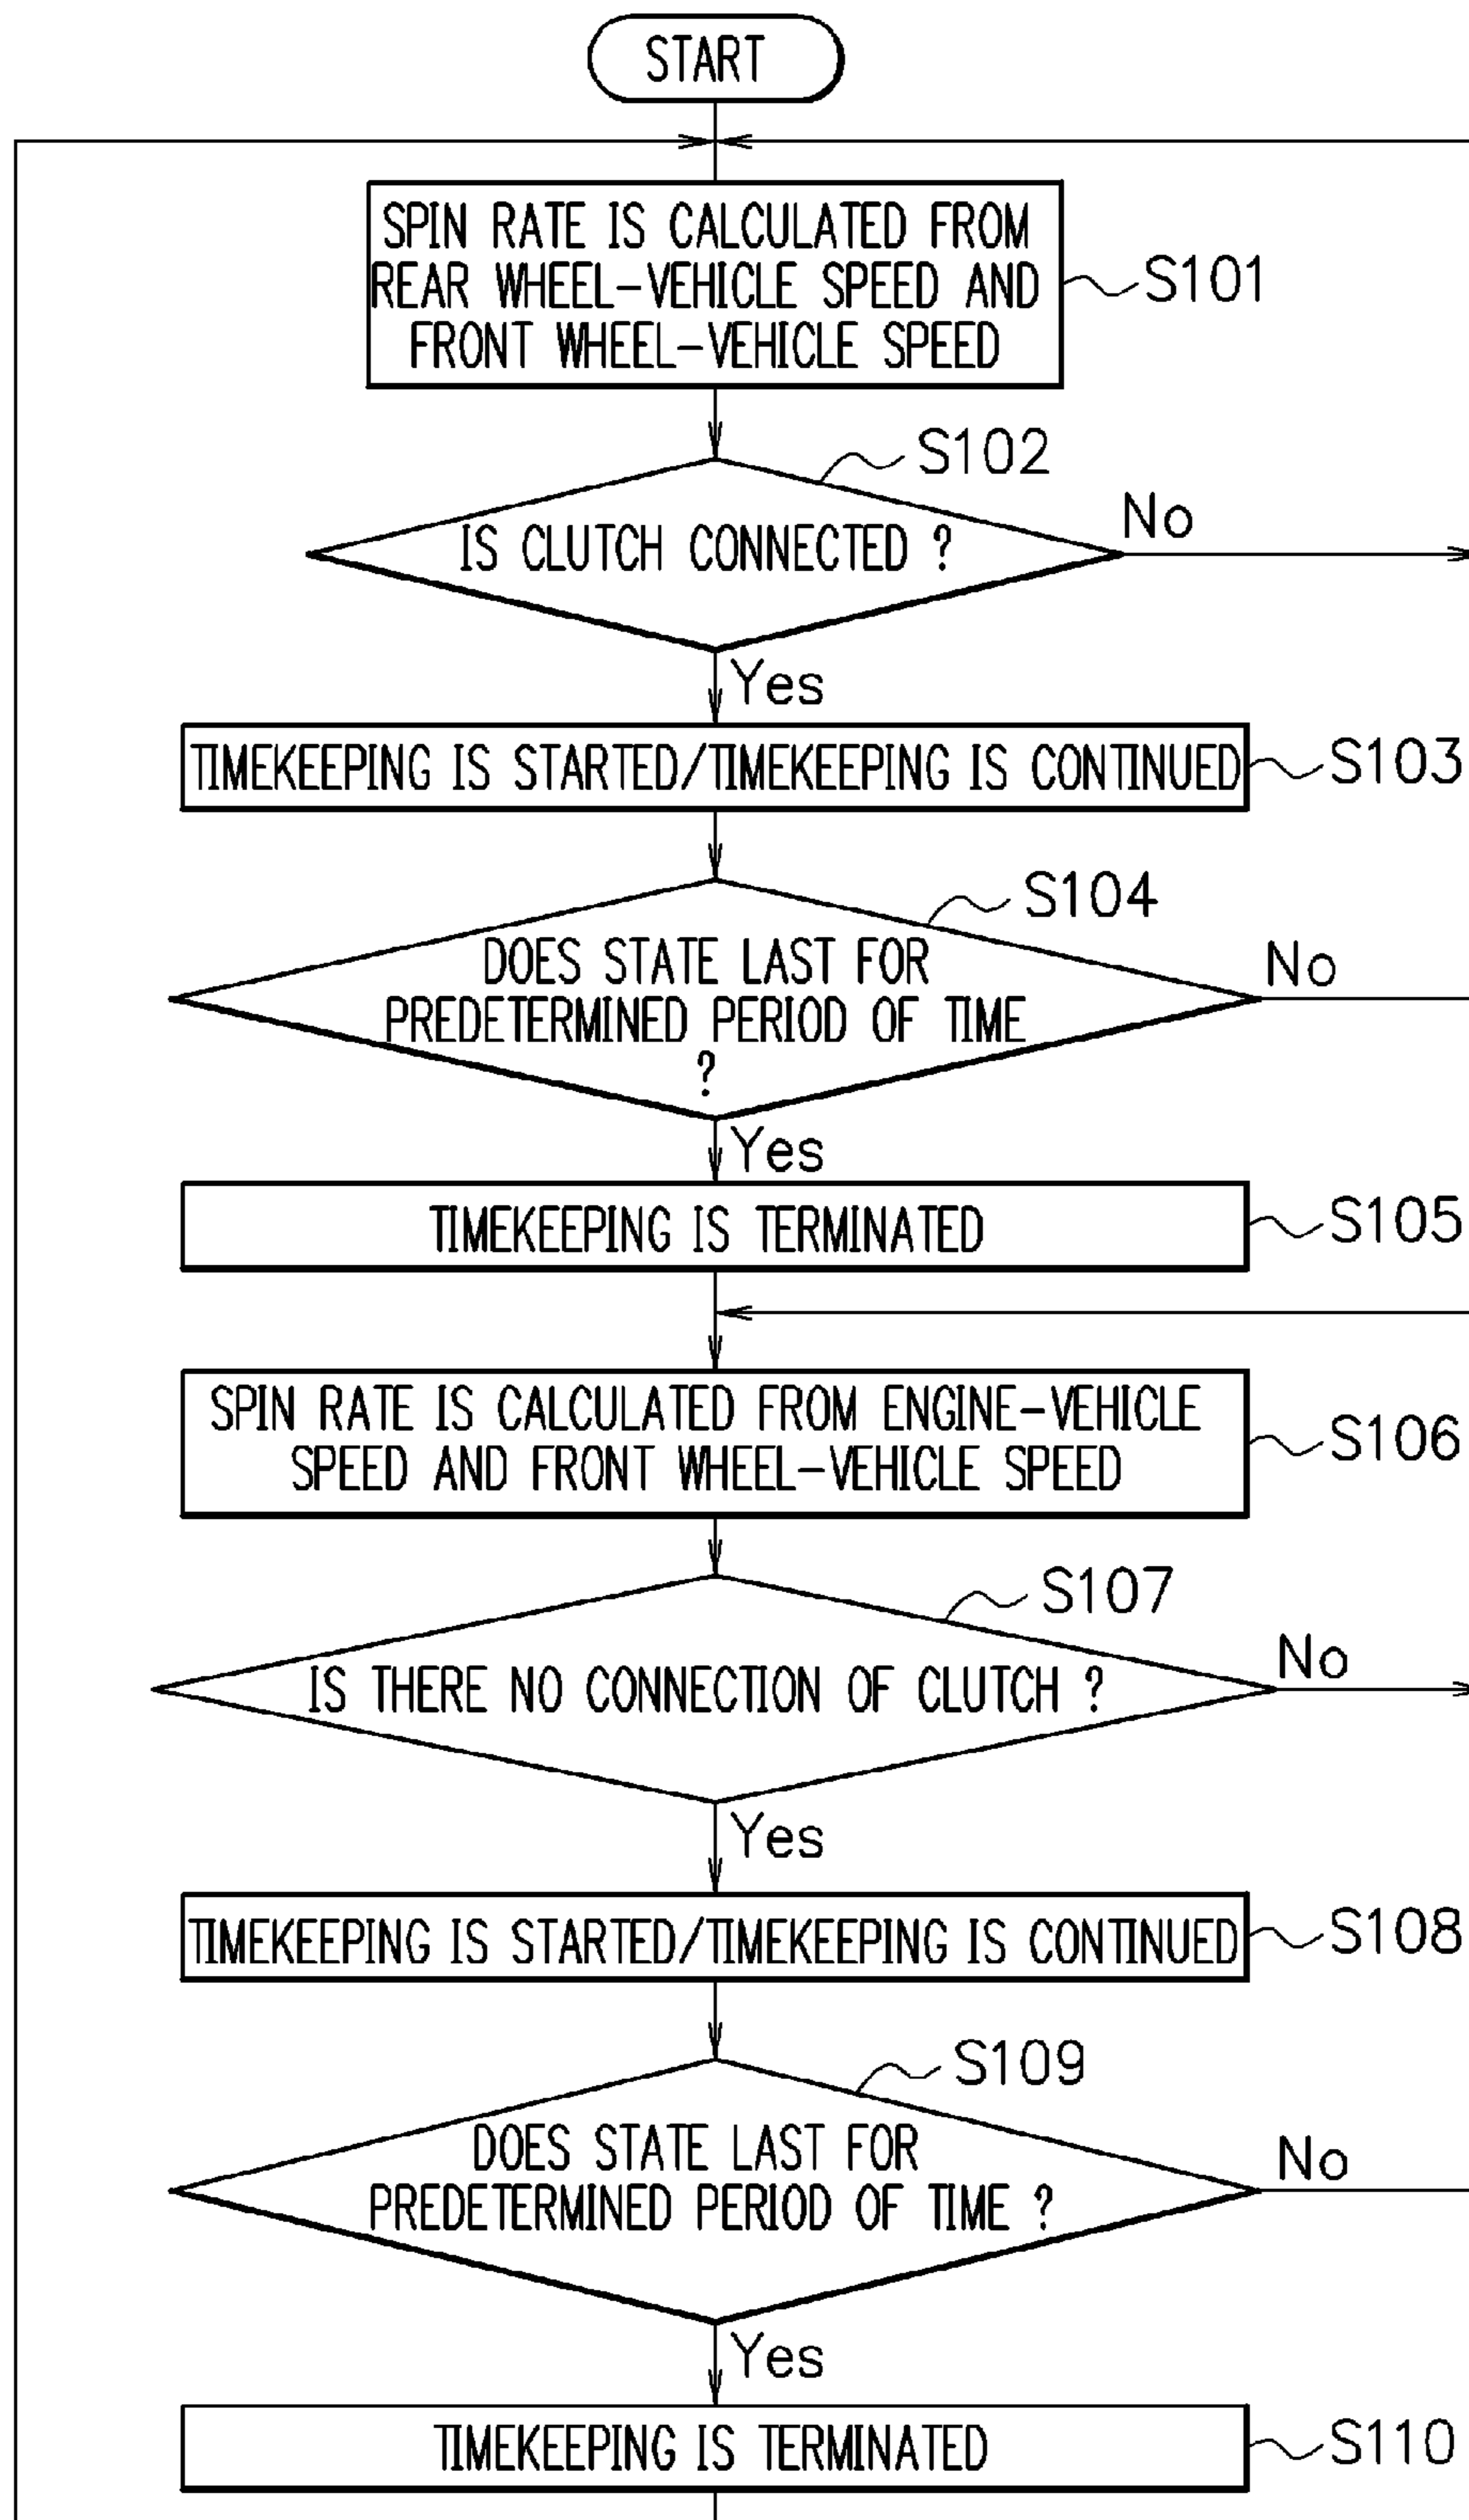 START
SPIN RATE IS CALCULATED FROM
REAR WHEEL-VEHICLE SPEED AND
FRONT WHEEL-VEHICLE SPEED
S101
S102
IS CLUTCH CONNECTED ?
No
Yes
TIMEKEEPING IS STARTED/TIMEKEEPING IS CONTINUED
S103
S104
DOES STATE LAST FOR
PREDETERMINED PERIOD OF TIME
?
No
Yes
TIMEKEEPING IS TERMINATED
S105
SPIN RATE IS CALCULATED FROM ENGINE-VEHICLE
SPEED AND FRONT WHEEL-VEHICLE SPEED
S106
S107
IS THERE NO CONNECTION OF CLUTCH ?
No
Yes
TIMEKEEPING IS STARTED/TIMEKEEPING IS CONTINUED
S108
S109
DOES STATE LAST FOR
PREDETERMINED PERIOD OF TIME ?
No
Yes
TIMEKEEPING IS TERMINATED
S110